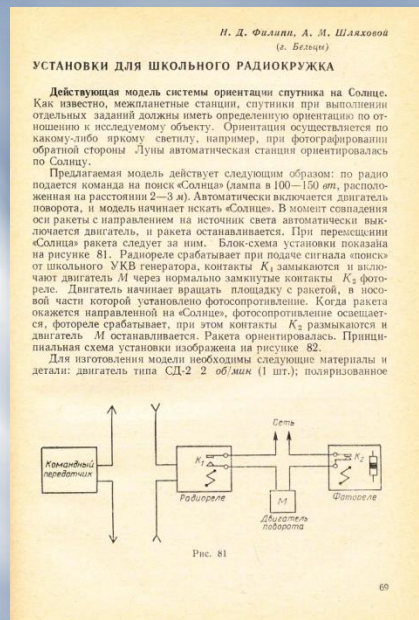 И. Д. Филипп, А. М. Шляховой
(г. Бельцы)
УСТАНОВКИ ДЛЯ ШКОЛЬНОГО РАДИОКРУЖКА
Действующая модель системы ориентации спутника на Солнце.
Как известно, межпланетные станции, спутники при выполнении
отдельных заданий должны иметь определенную ориентацию по от-
ношению к исследуемому объекту. Ориентация осуществляется по
какому-либо яркому светилу, например, при фотографировании
обратной стороны Луны автоматическая станция ориентировалась
по Солнцу.
Предлагаемая модель действует следующим образом: по радио
подается команда на поиск «Солнца» (лампа в 100—150 вт, располо-
женная на расстоянии 2—3 м). Автоматически включается двигатель
поворота, и модель начинает искать «Солнце». В момент совпадения
оси ракеты с направлением на источник света автоматически вык-
лючается двигатель, и ракета останавливается. При перемещении
«Солнца» ракета следует за ним. Блок-схема установки показана
на рисунке 81. Радиореле срабатывает при подаче сигнала «поиск»
от школьного УКВ генератора, контакты K₁ замыкаются и вклю-
чают двигатель M через нормально замкнутые контакты K₂ фото-
реле. Двигатель начинает вращать площадку с ракетой, в носо-
вой части которой установлено фотосопротивление. Когда ракета
окажется направленной на «Солнце», фотосопротивление освещает-
ся, фотореле срабатывает, при этом контакты K₂ размыкаются и
двигатель M останавливается. Ракета ориентировалась. Принци-
пиальная схема установки изображена на рисунке 82.
Для изготовления модели необходимы следующие материалы и
детали: двигатель типа СД-2 2 об/мин (1 шт.); поляризованное
Сеть
Командный
передатчик
K₁
K₂
Радиореле
M
Фотореле
Двигатель
поворота
Рис. 81
69